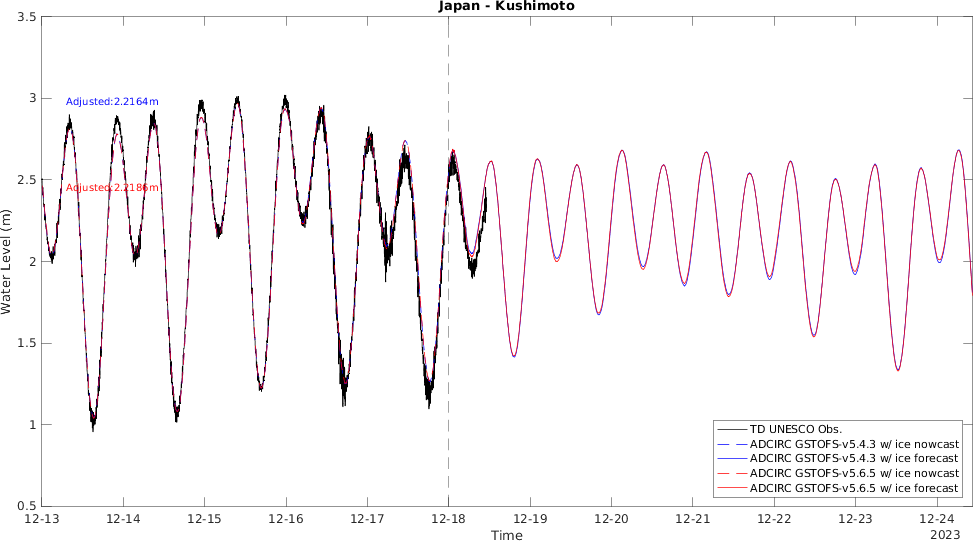 Japan - Kushimoto
3.5
3
2.5
2
1.5
1
0.5
Water Level (m)
Adjusted:2.2164m
Adjusted:2.2186m
TD UNESCO Obs.
ADCIRC GSTOFS-v5.4.3 w/ ice nowcast
ADCIRC GSTOFS-v5.4.3 w/ ice forecast
ADCIRC GSTOFS-v5.6.5 w/ ice nowcast
ADCIRC GSTOFS-v5.6.5 w/ ice forecast
12-13 12-14 12-15 12-16 12-17 12-18 12-19 12-20 12-21 12-22 12-23 12-24
Time
2023